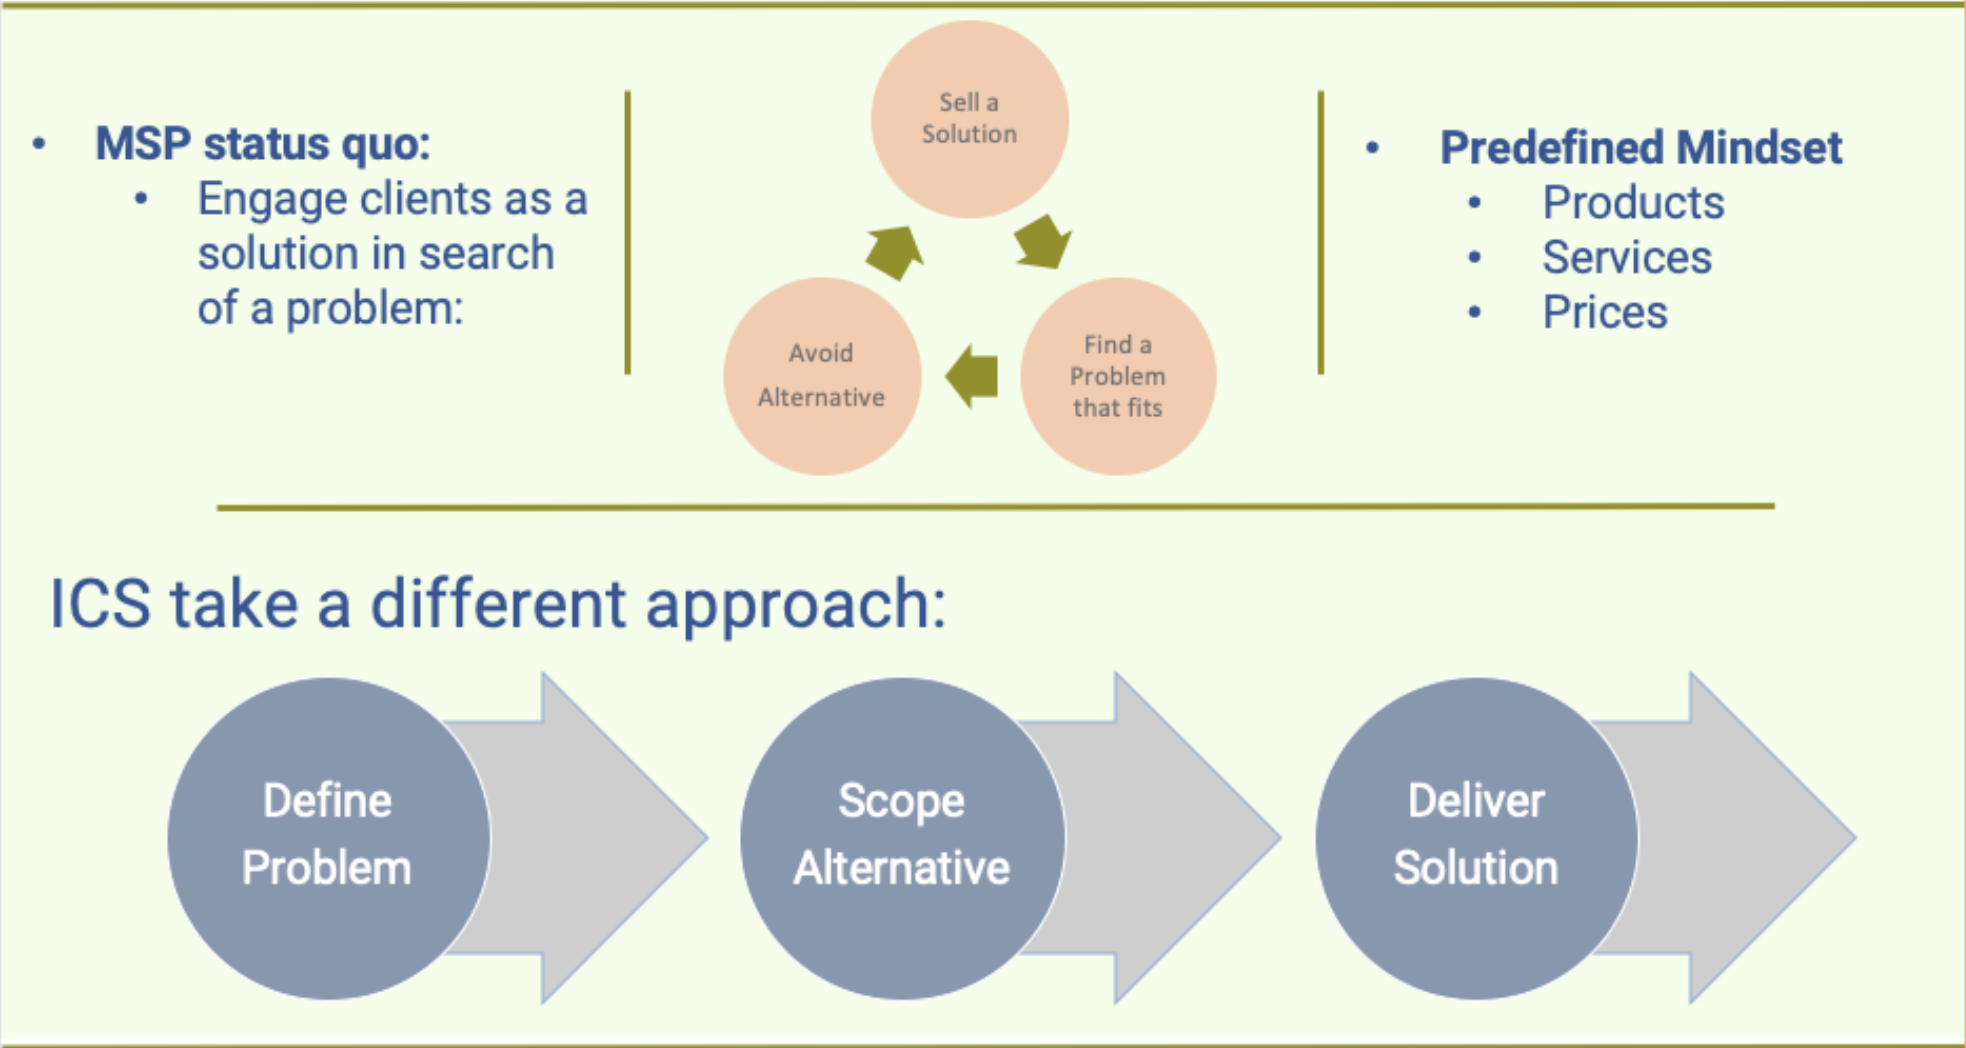 • MSP status quo:
• Engage clients as a
solution in search
of a problem:
Sell a
Solution
Find a
Problem
that fits
Avoid
Alternative
• Predefined Mindset
• Products
• Services
• Prices
ICS take a different approach:
Define
Problem
Scope
Alternative
Deliver
Solution